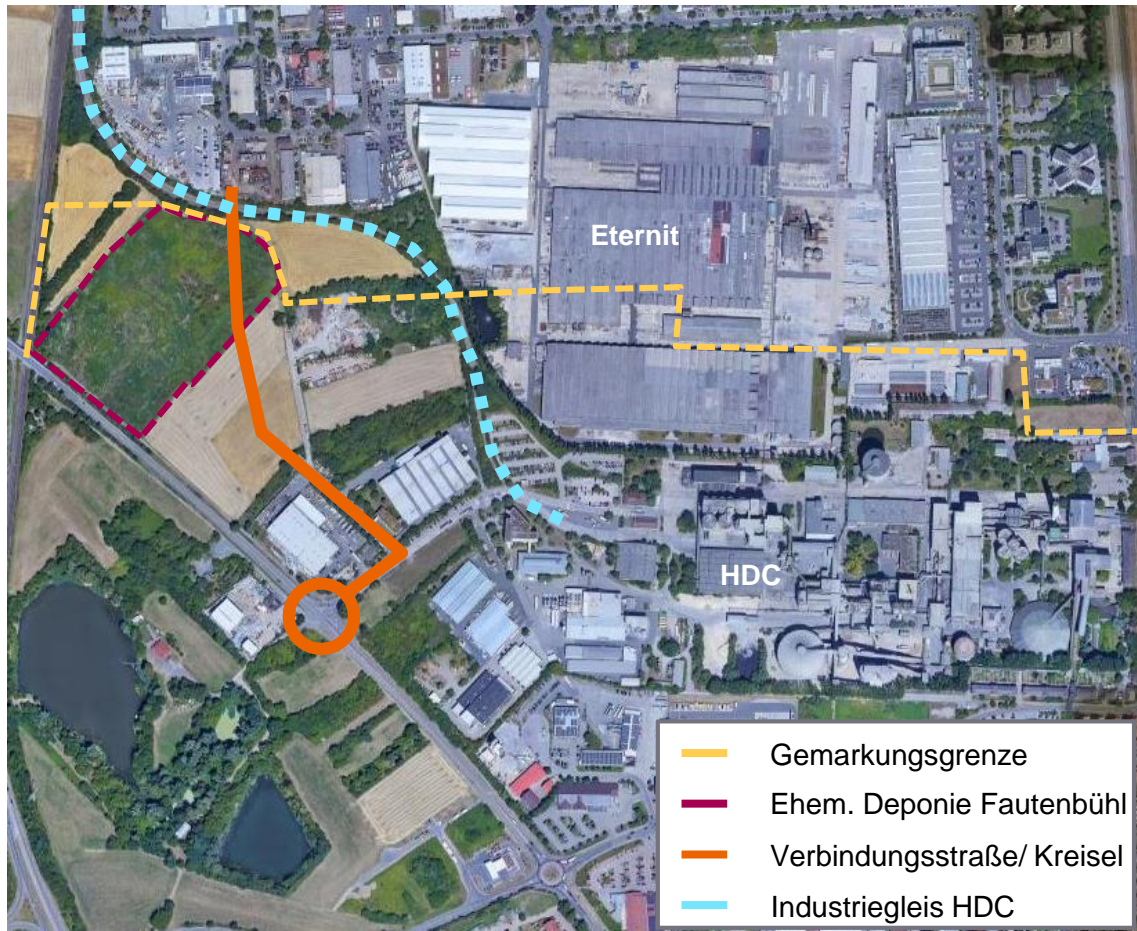 Eternit
HDC
Gemarkungsgrenze
Ehem. Deponie Fautenbühl
Verbindungsstraße/ Kreisel
Industriegleis HDC